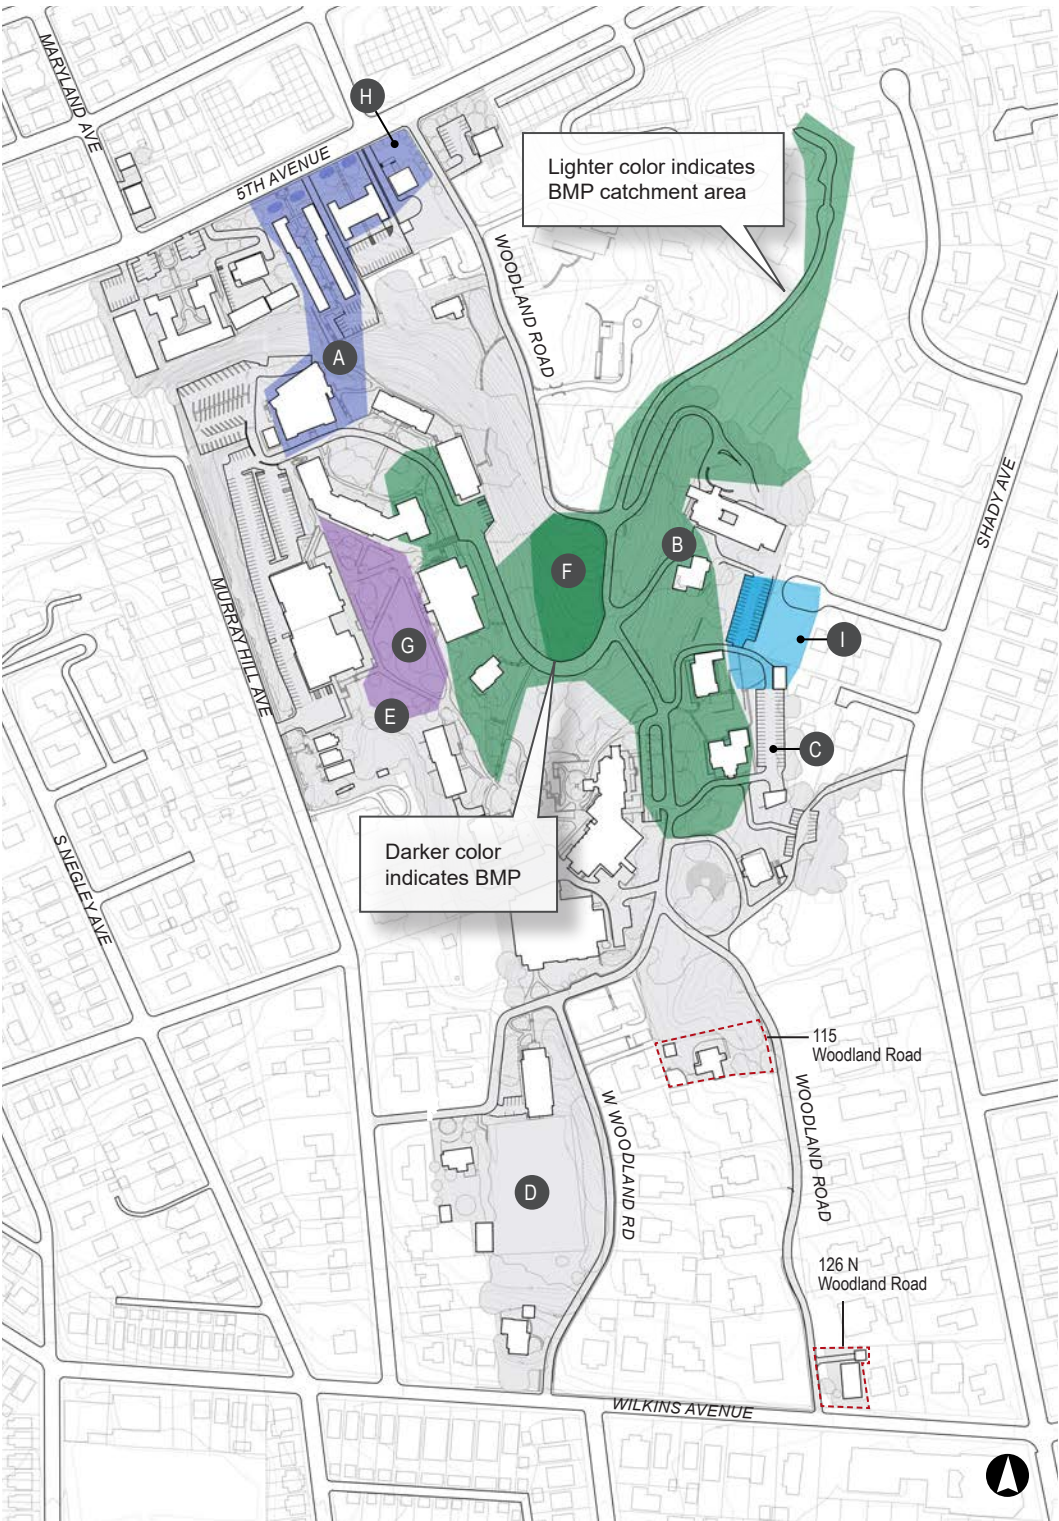 MARYLAND AVE
H
5TH AVENUE
Lighter color indicates
BMP catchment area
WOODLAND ROAD
A
SHADY AVE
B
F
MURRAY HILL AVE
G
I
E
C
S NEGLEY AVE
Darker color
indicates BMP
115
Woodland Road
W WOODLAND RD
WOODLAND ROAD
D
126 N
Woodland Road
WILKINS AVENUE